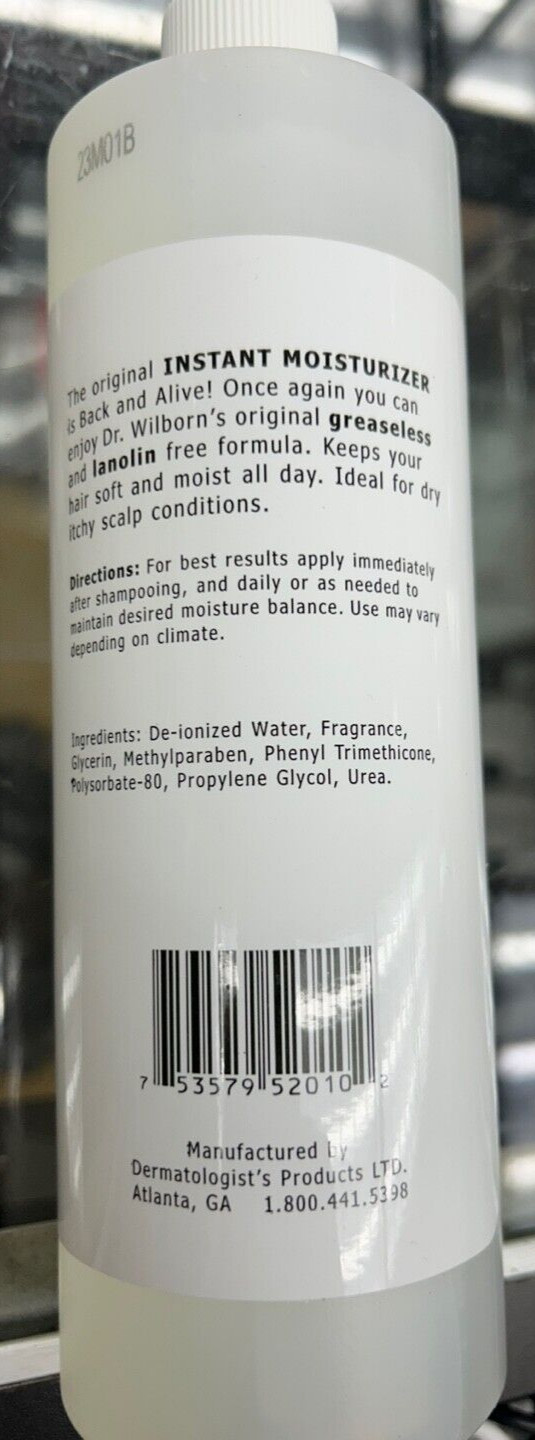 23M01B
The original INSTANT MOISTURIZER
is Back and Alive! Once again you can
enjoy Dr. Wilborn's original greaseless
and lanolin free formula. Keeps your
hair soft and moist all day. Ideal for dry
itchy scalp conditions.
Directions: For best results apply immediately
after shampooing, and daily or as needed to
maintain desired moisture balance. Use may vary
depending on climate.
Ingredients: De-ionized Water, Fragrance,
Glycerin, Methylparaben, Phenyl Trimethicone,
Polysorbate-80, Propylene Glycol, Urea.
7 53579 52010 2
Manufactured by
Dermatologist's Products LTD.
Atlanta, GA 1.800.441.5398